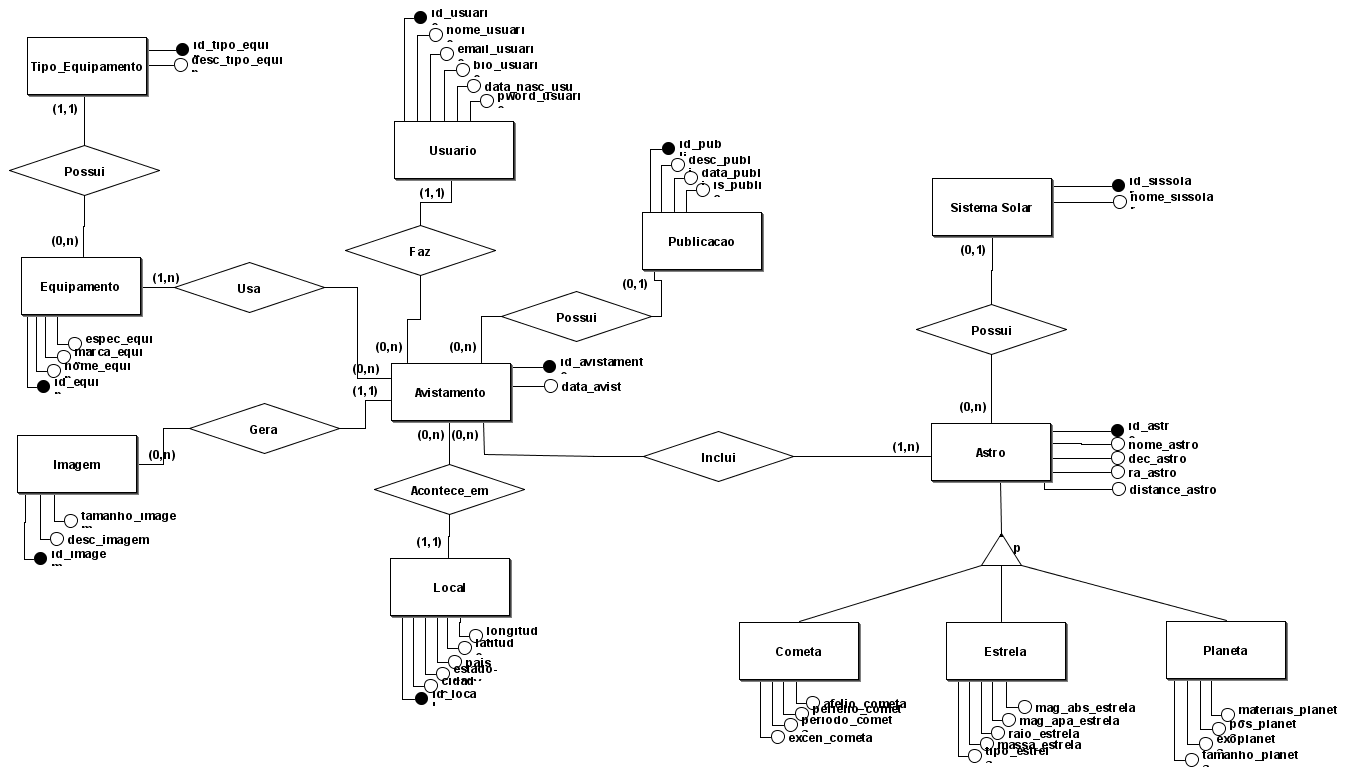 Tipo_Equipamento
id_tipo_equi
desc_tipo_equi
(1,1)
Possui
(0,n)
Equipamento
espec_equi
marca_equi
nome_equi
id_equi
(1,n)
Usa
(0,n)
id_usuari
nome_usuari
email_usuari
bio_usuari
data_nasc_usu
pword_usuari
Usuario
(1,1)
Faz
(0,n)
id_pub
desc_publ
data_publ
is_publi
Publicacao
(0,1)
Possui
(0,n)
Avistamento
id_avistament
data_avist
(1,1)
Gera
(0,n)
Imagem
tamanho_image
m
desc_imagem
id_image
m
(0,n)
Acontece_em
(1,1)
Local
longitud
latitud
pais
estado-
cidad
id_loca
l
(0,n)
Inclui
(1,n)
Sistema Solar
id_sissola
r
nome_sissola
r
(0,1)
Possui
(0,n)
Astro
id_astr
nome_astro
dec_astro
ra_astro
distance_astro
p
Cometa
afelio_cometa
perielio_comet
periodo_comet
excen_cometa
Estrela
mag_abs_estrela
mag_apa_estrela
raio_estrela
massa_estrela
tipo_estrel
Planeta
materiais_planet
pos_planet
exoplanet
tamanho_planet